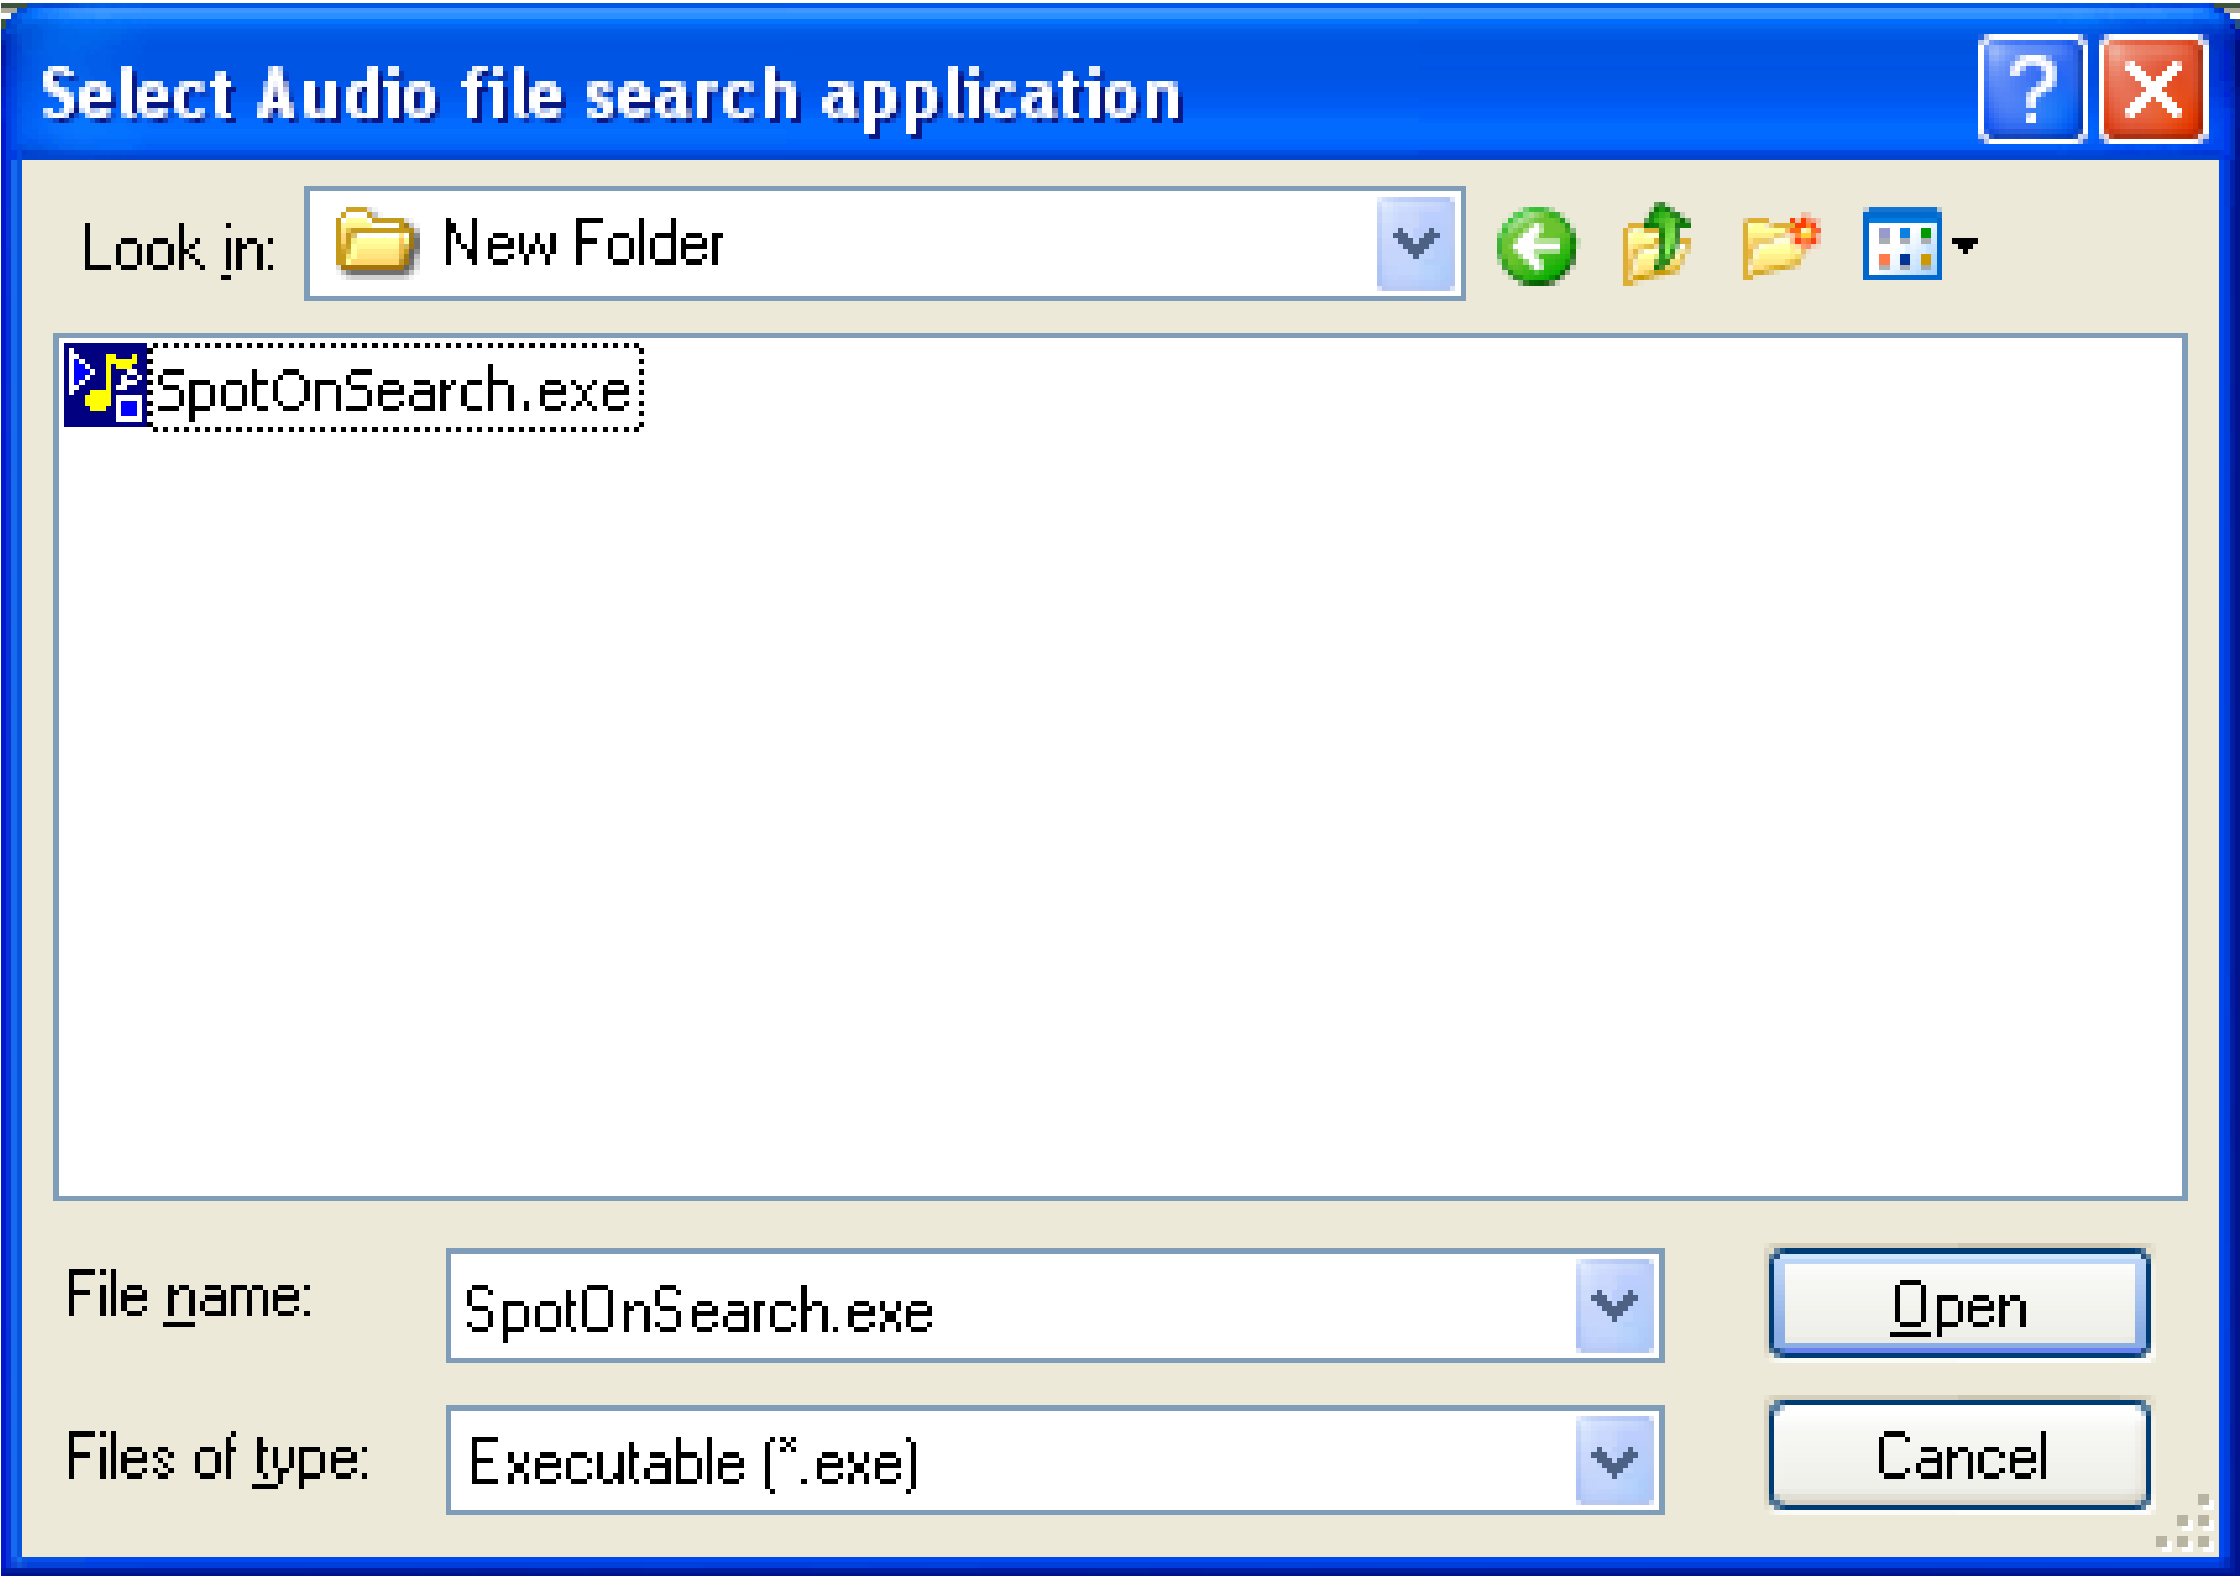 Select Audio file search application
Look in: New Folder
SpotOnSearch.exe
File name: SpotOnSearch.exe Open
Files of type: Executable (*.exe) Cancel